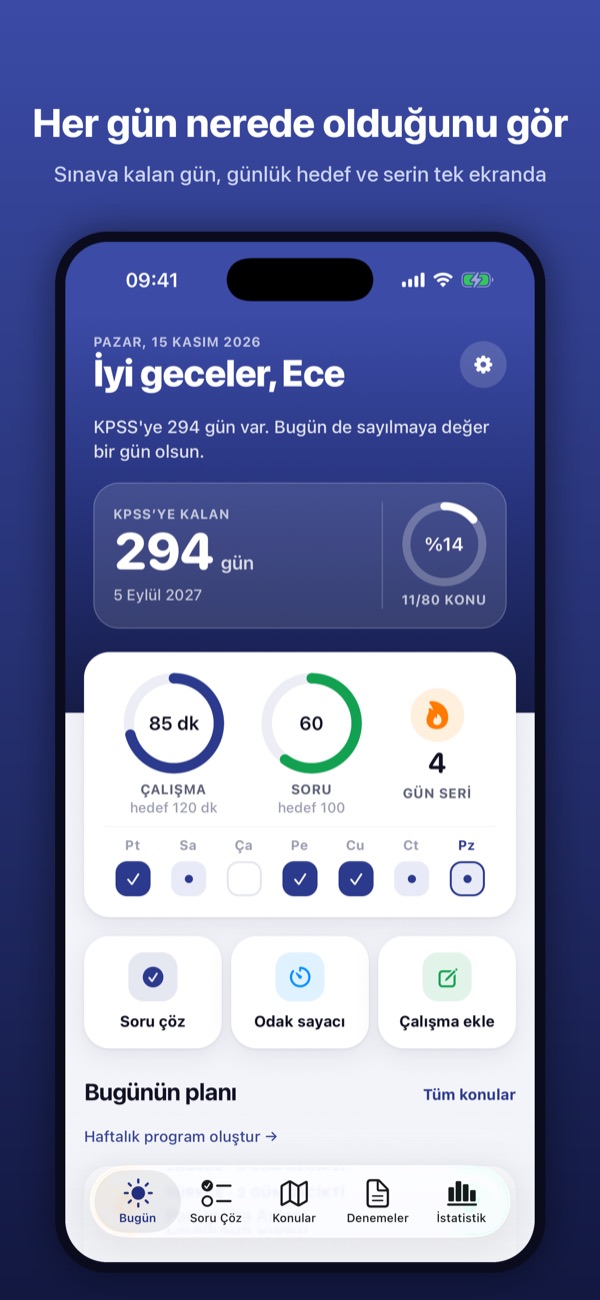 Her gün nerede olduğunu gör
Sınava kalan gün, günlük hedef ve serin tek ekranda
09:41
PAZAR, 15 KASIM 2026
İyi geceler, Ece
KPSS'ye 294 gün var. Bugün de sayılmaya değer
bir gün olsun.
KPSS'YE KALAN
294 gün
5 Eylül 2027
%14
11/80 KONU
85 dk
60
4
ÇALIŞMA
SORU
GÜN SERİ
hedef 120 dk
hedef 100
Pt Sa Ça Pe Cu Ct Pz
Soru çöz
Odak sayacı
Çalışma ekle
Bugünün planı
Tüm konular
Haftalık program oluştur →
Bugün
Soru Çöz
Konular
Denemeler
İstatistik